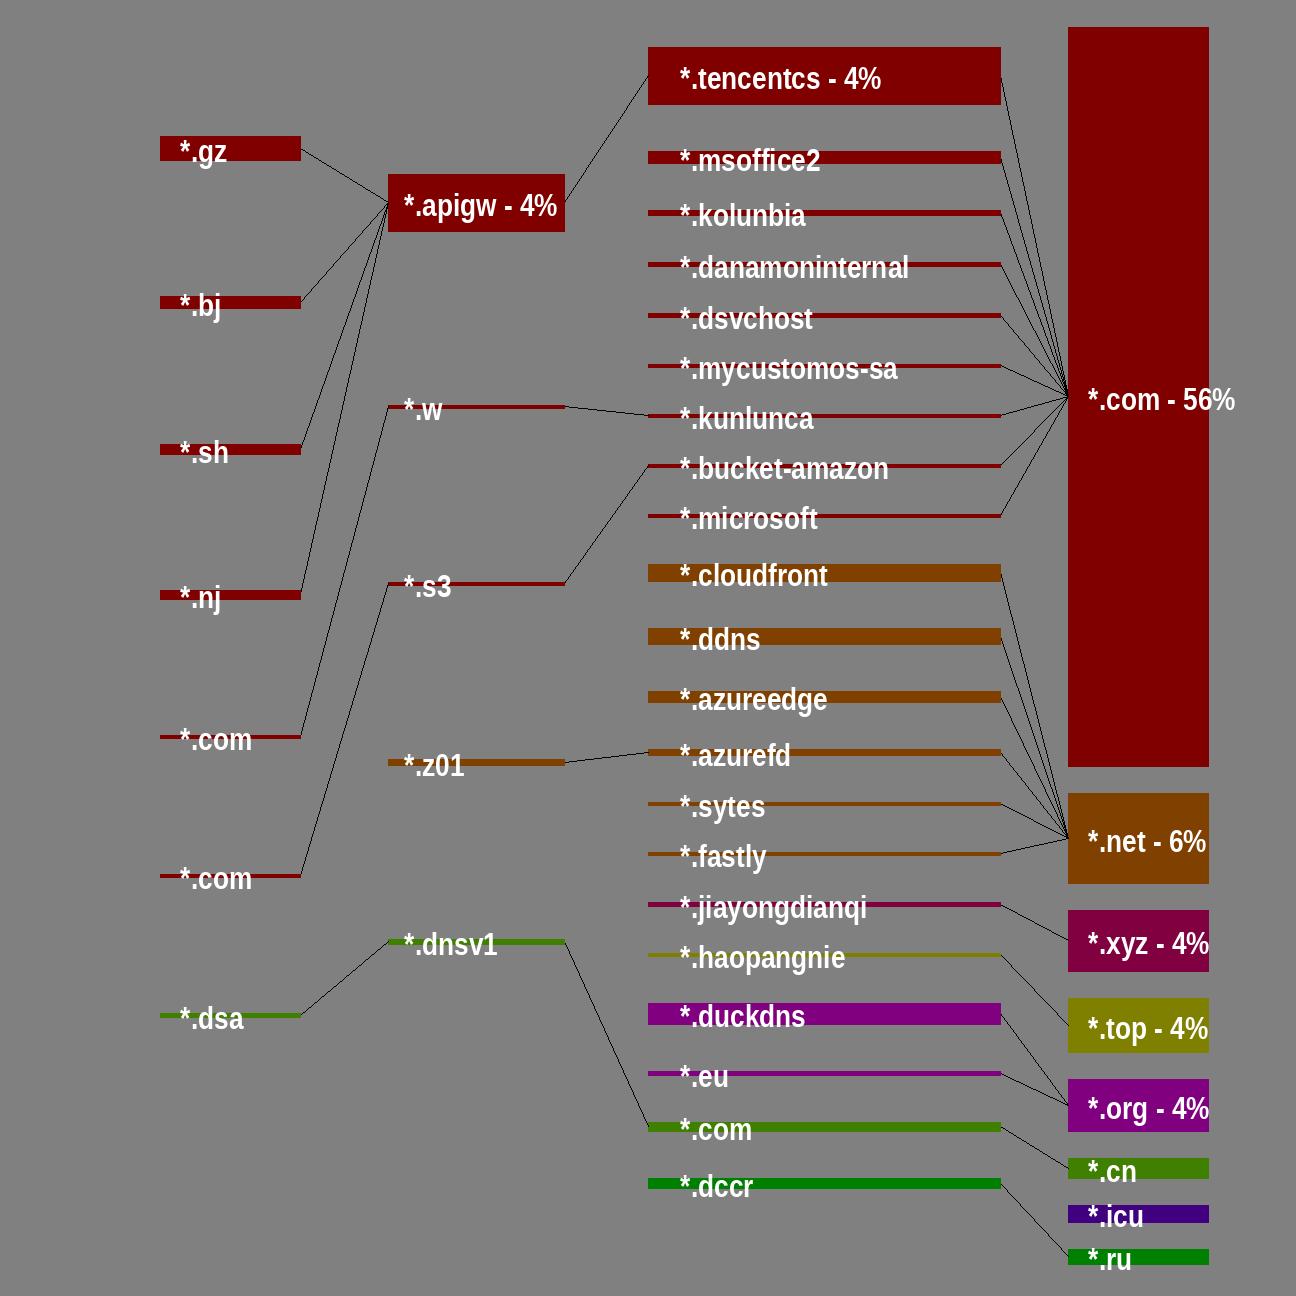 *.gz
*.bj
*.sh
*.nj
*.com
*.com
*.dsa
*.apigw - 4%
*.w
*.s3
*.z01
*.dnsv1
*.tencentcs - 4%
*.msoffice2
*.kolunbia
*.danamoninternal
*.dsvchost
*.mycustomos-sa
*.kunlunca
*.bucket-amazon
*.microsoft
*.cloudfront
*.ddns
*.azureedge
*.azurefd
*.sytes
*.fastly
*.jiayongdianqi
*.haopangnie
*.duckdns
*.eu
*.com
*.dccr
*.com - 56%
*.net - 6%
*.xyz - 4%
*.top - 4%
*.org - 4%
*.cn
*.icu
*.ru